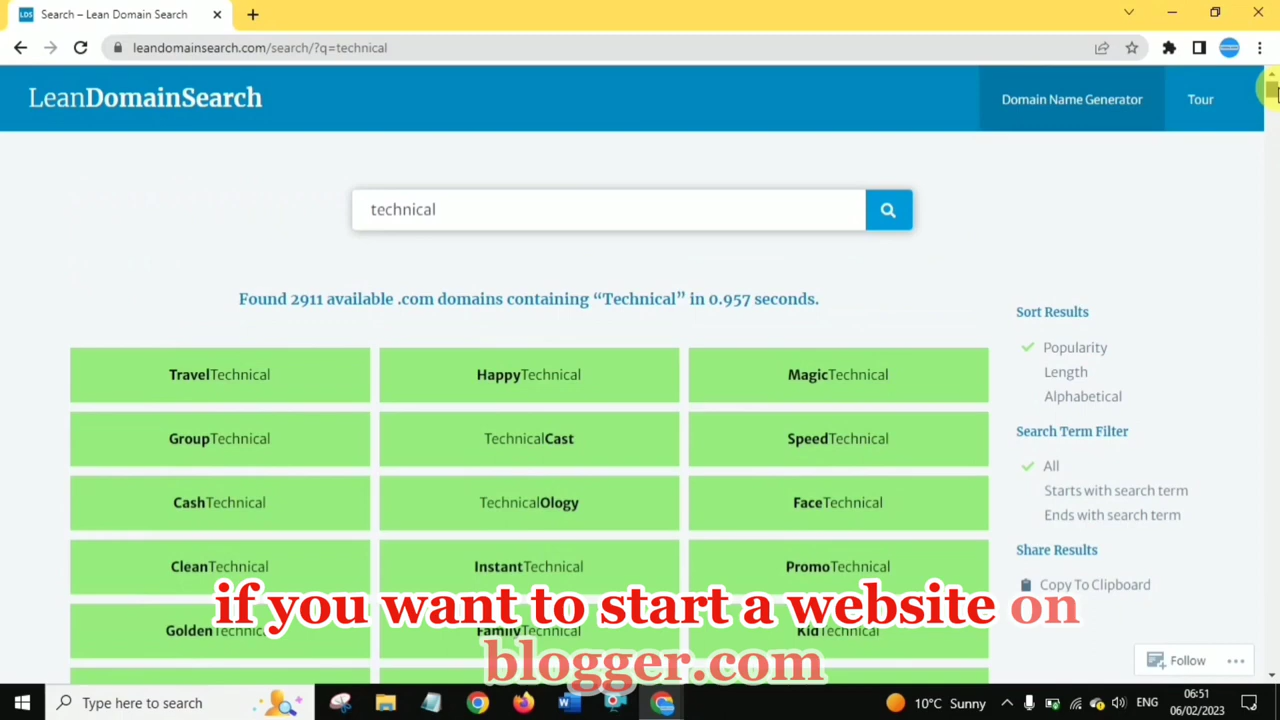 LDS Search – Lean Domain Search
leandomainsearch.com/search/?q=technical
LeanDomainSearch
Domain Name Generator
Tour
technical
Found 2911 available .com domains containing “Technical” in 0.957 seconds.
Sort Results
Popularity
Length
Alphabetical
Search Term Filter
All
Starts with search term
Ends with search term
Share Results
Copy To Clipboard
TravelTechnical HappyTechnical MagicTechnical
GroupTechnical TechnicalCast SpeedTechnical
CashTechnical TechnicalOlogy FaceTechnical
CleanTechnical InstantTechnical PromoTechnical
GoldenTechnical FamilyTechnical KidTechnical
if you want to start a website on
blogger.com
Follow
Type here to search
10°C Sunny
ENG
06:51
06/02/2023